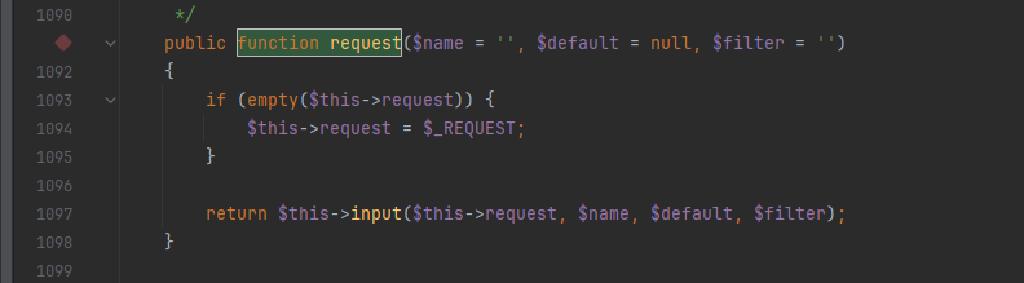 1090 */
public function request($name = '', $default = null, $filter = '')
1092 {
1093 if (empty($this->request)) {
1094 $this->request = $_REQUEST;
1095 }
1096
1097 return $this->input($this->request, $name, $default, $filter);
1098 }
1099